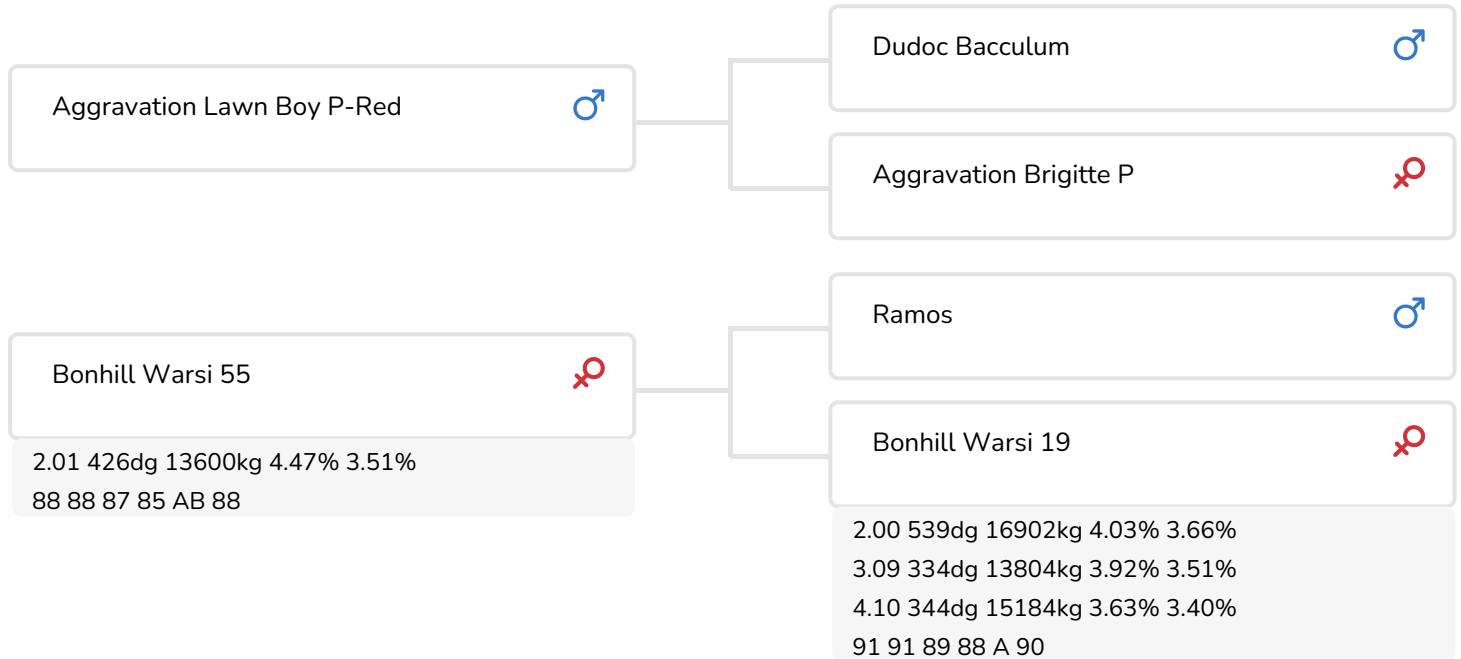 Dudoc Bacculum
Aggravation Lawn Boy P-Red
Aggravation Brigitte P
Ramos
Bonhill Warsi 55
2.01 426dg 13600kg 4.47% 3.51%
88 88 87 85 AB 88
Bonhill Warsi 19
2.00 539dg 16902kg 4.03% 3.66%
3.09 334dg 13804kg 3.92% 3.51%
4.10 344dg 15184kg 3.63% 3.40%
91 91 89 88 A 90